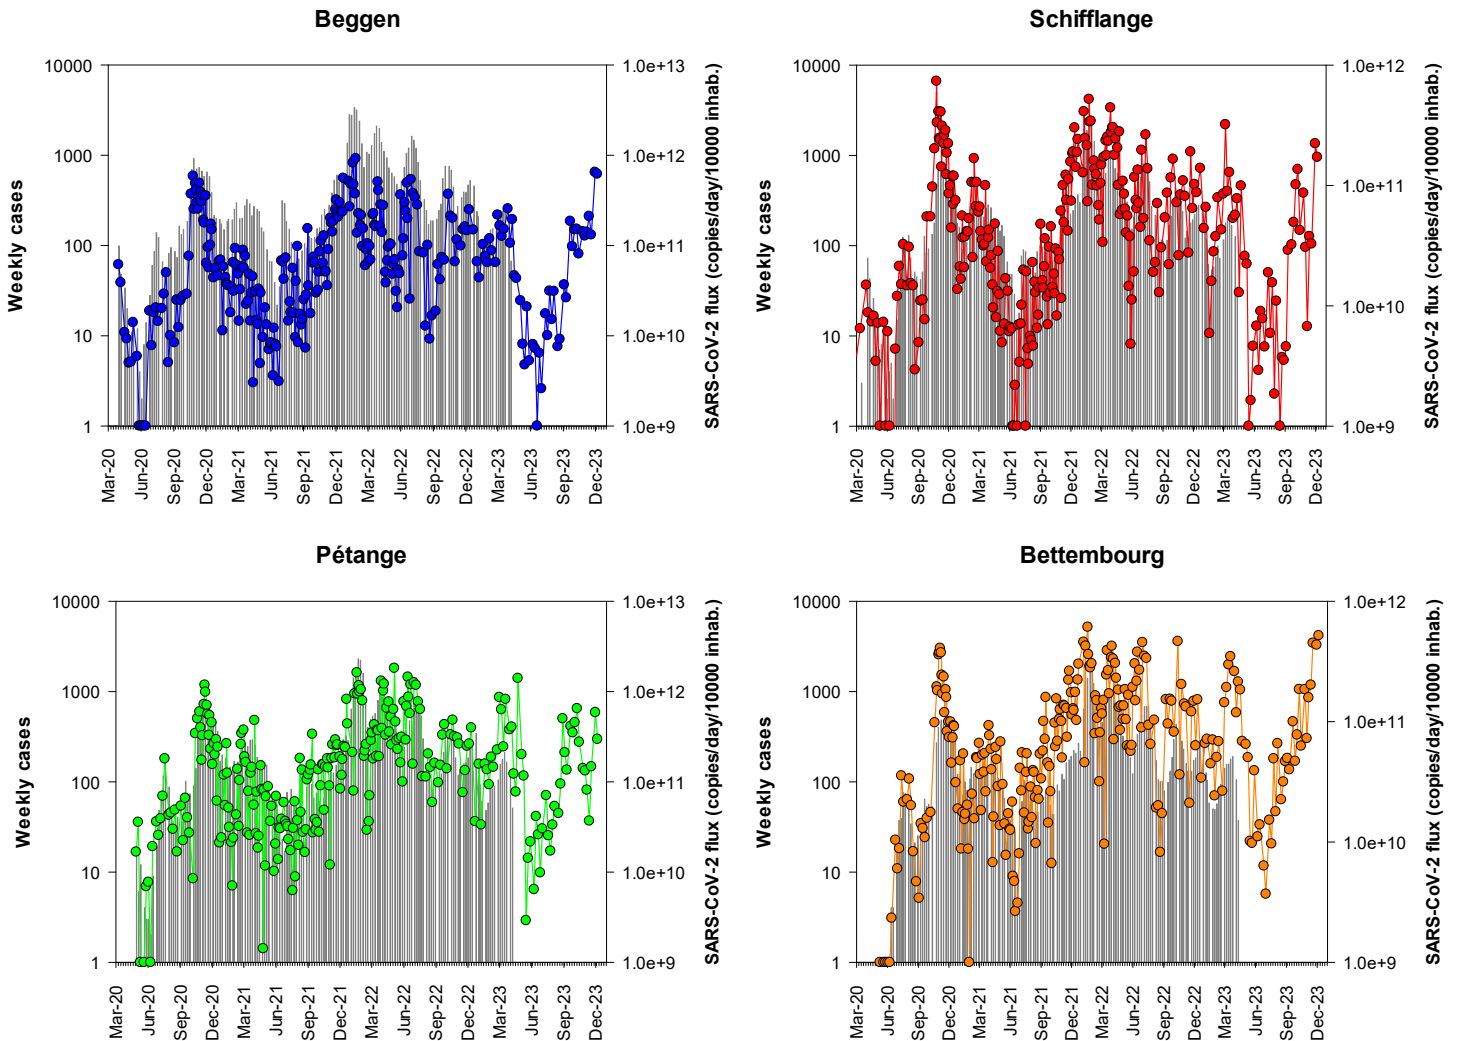 Beggen
Weekly cases
10000
1000
100
10
1
1.0e+13
1.0e+12
1.0e+11
1.0e+10
1.0e+9
SARS-CoV-2 flux (copies/day/10000 inhab.)
Mar-20
Jun-20
Sep-20
Dec-20
Mar-21
Jun-21
Sep-21
Dec-21
Mar-22
Jun-22
Sep-22
Dec-22
Mar-23
Jun-23
Sep-23
Dec-23
Schifflange
Weekly cases
10000
1000
100
10
1
1.0e+12
1.0e+11
1.0e+10
1.0e+9
SARS-CoV-2 flux (copies/day/10000 inhab.)
Mar-20
Jun-20
Sep-20
Dec-20
Mar-21
Jun-21
Sep-21
Dec-21
Mar-22
Jun-22
Sep-22
Dec-22
Mar-23
Jun-23
Sep-23
Dec-23
Pétange
Weekly cases
10000
1000
100
10
1
1.0e+13
1.0e+12
1.0e+11
1.0e+10
1.0e+9
SARS-CoV-2 flux (copies/day/10000 inhab.)
Mar-20
Jun-20
Sep-20
Dec-20
Mar-21
Jun-21
Sep-21
Dec-21
Mar-22
Jun-22
Sep-22
Dec-22
Mar-23
Jun-23
Sep-23
Dec-23
Bettembourg
Weekly cases
10000
1000
100
10
1
1.0e+12
1.0e+11
1.0e+10
1.0e+9
SARS-CoV-2 flux (copies/day/10000 inhab.)
Mar-20
Jun-20
Sep-20
Dec-20
Mar-21
Jun-21
Sep-21
Dec-21
Mar-22
Jun-22
Sep-22
Dec-22
Mar-23
Jun-23
Sep-23
Dec-23